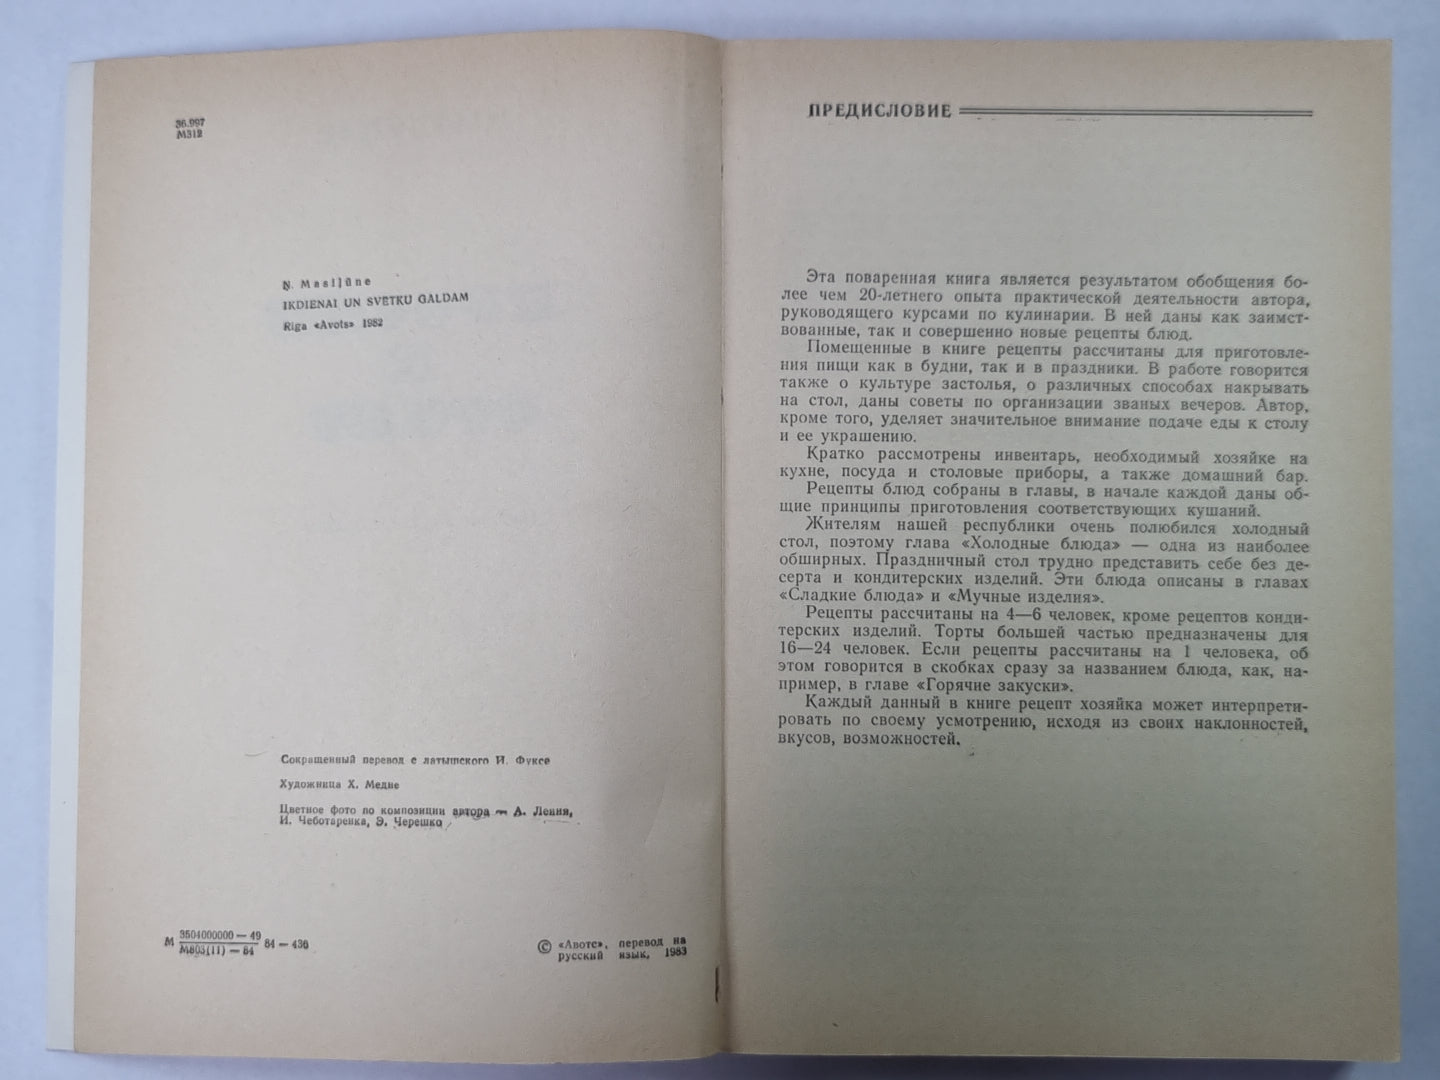 36.997
М312
Ņ. Masiļūne
IKDIENAI UN SVĒTKU GALDAM
Rīga «Avots» 1982
Сокращенный перевод с латышского И. Фуксе
Художница Х. Медне
Цветное фото по композиции автора — А. Лення,
И. Чеботаренка, Э. Черешко
М 3504000000—49
М803(11)—84 84—436
© «Авотс», перевод на
русский язык, 1983
ПРЕДИСЛОВИЕ
Эта поваренная книга является результатом обобщения бо-
лее чем 20-летнего опыта практической деятельности автора,
руководящего курсами по кулинарии. В ней даны как заимст-
вованные, так и совершенно новые рецепты блюд.
Помещенные в книге рецепты рассчитаны для приготовле-
ния пищи как в будни, так и в праздники. В работе говорится
также о культуре застолья, о различных способах накрывать
на стол, даны советы по организации званых вечеров. Автор,
кроме того, уделяет значительное внимание подаче еды к столу
и ее украшению.
Кратко рассмотрены инвентарь, необходимый хозяйке на
кухне, посуда и столовые приборы, а также домашний бар.
Рецепты блюд собраны в главы, в начале каждой даны об-
щие принципы приготовления соответствующих кушаний.
Жителям нашей республики очень полюбился холодный
стол, поэтому глава «Холодные блюда» — одна из наиболее
обширных. Праздничный стол трудно представить себе без де-
серта и кондитерских изделий. Эти блюда описаны в главах
«Сладкие блюда» и «Мучные изделия».
Рецепты рассчитаны на 4—6 человек, кроме рецептов конди-
терских изделий. Торты большей частью предназначены для
16—24 человек. Если рецепты рассчитаны на 1 человека, об
этом говорится в скобках сразу за названием блюда, как, на-
пример, в главе «Горячие закуски».
Каждый данный в книге рецепт хозяйка может интерпрети-
ровать по своему усмотрению, исходя из своих наклонностей,
вкусов, возможностей.